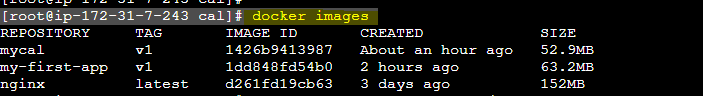 [root@ip-172-31-7-243 cal]# docker images
REPOSITORY TAG IMAGE ID CREATED SIZE
mycal v1 1426b9413987 About an hour ago 52.9MB
my-first-app v1 1dd848fd54b0 2 hours ago 63.2MB
nginx latest d261fd19cb63 3 days ago 152MB